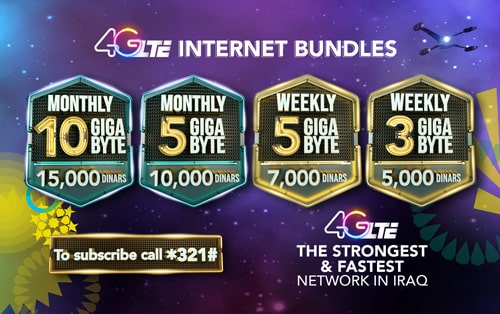 4G LTE INTERNET BUNDLES
MONTHLY
10 GIGA BYTE
15,000 DINARS
MONTHLY
5 GIGA BYTE
10,000 DINARS
WEEKLY
5 GIGA BYTE
7,000 DINARS
WEEKLY
3 GIGA BYTE
5,000 DINARS
To subscribe call *321#
4G LTE
THE STRONGEST
& FASTEST
NETWORK IN IRAQ